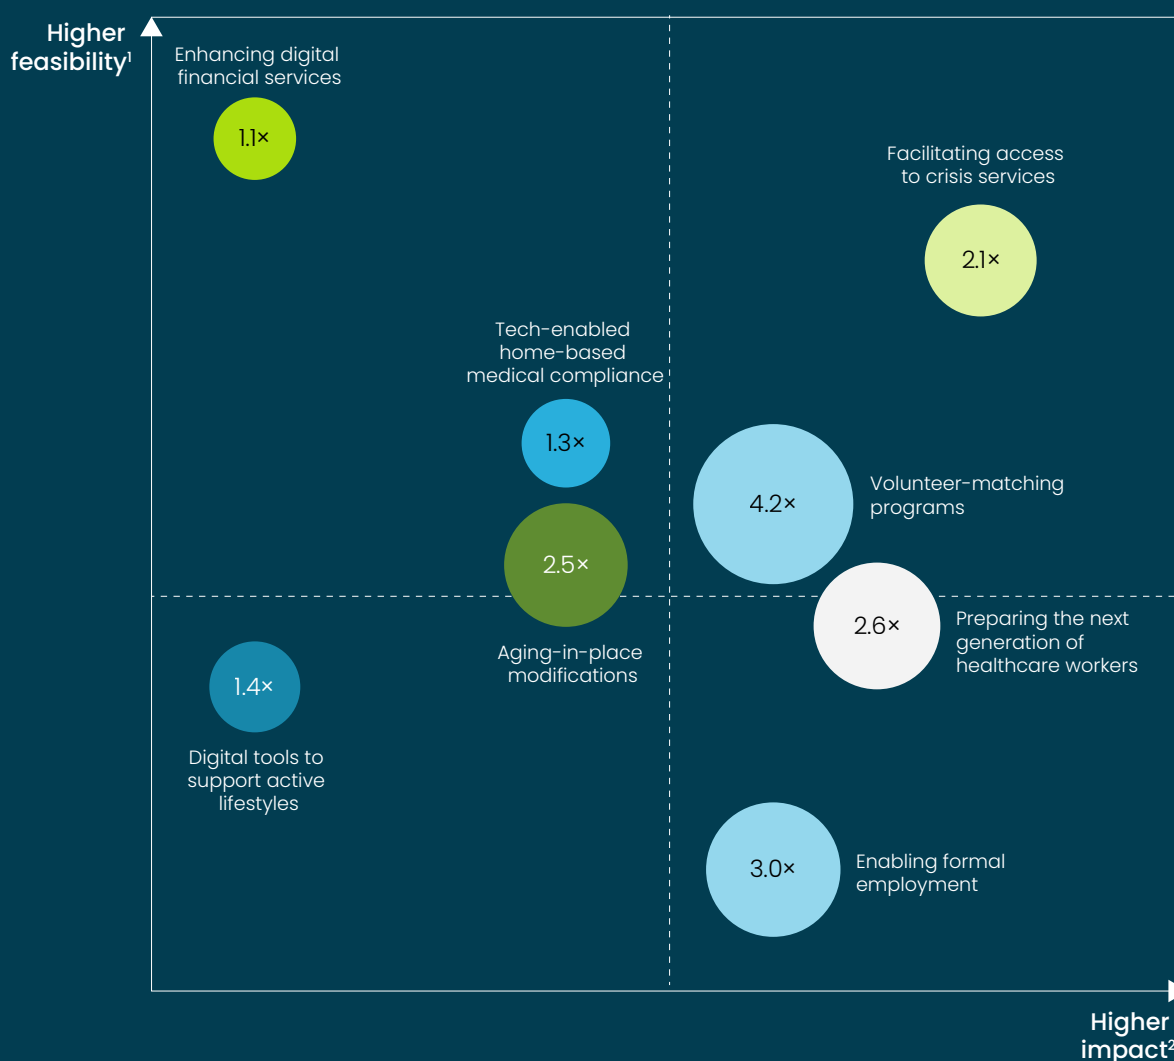 Higher
feasibility¹
Enhancing digital
financial services
1.1×
Facilitating access
to crisis services
2.1×
Tech-enabled
home-based
medical compliance
1.3×
4.2×
Volunteer-matching
programs
2.5×
Aging-in-place
modifications
2.6×
Preparing the next
generation of
healthcare workers
1.4×
Digital tools to
support active
lifestyles
3.0×
Enabling formal
employment
Higher
impact²